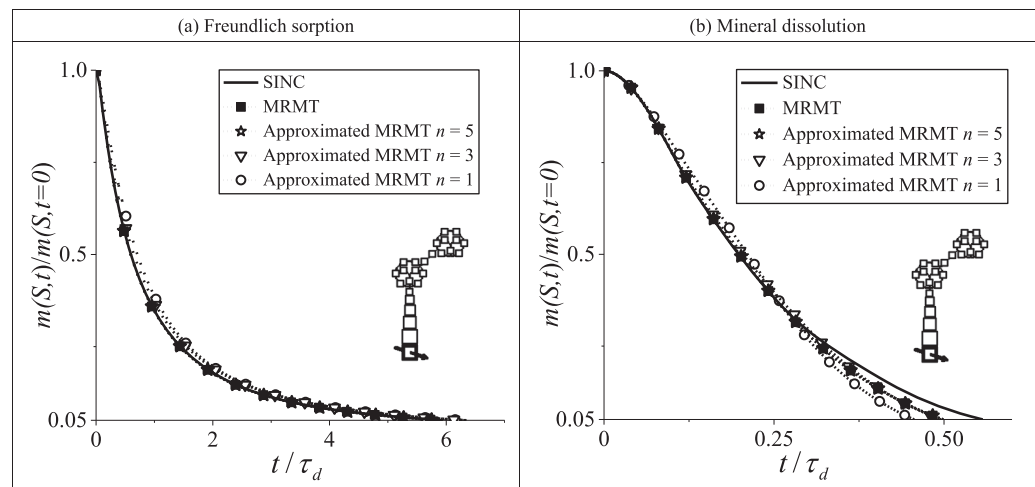 (a) Freundlich sorption
(b) Mineral dissolution
1.0
SINC
MRMT
Approximated MRMT n = 5
Approximated MRMT n = 3
Approximated MRMT n = 1
m(S,t)/m(S,t=0)
0.5
0.05
0 2 4 6
t / τd
1.0
SINC
MRMT
Approximated MRMT n = 5
Approximated MRMT n = 3
Approximated MRMT n = 1
m(S,t)/m(S,t=0)
0.5
0.05
0 0.25 0.50
t / τd